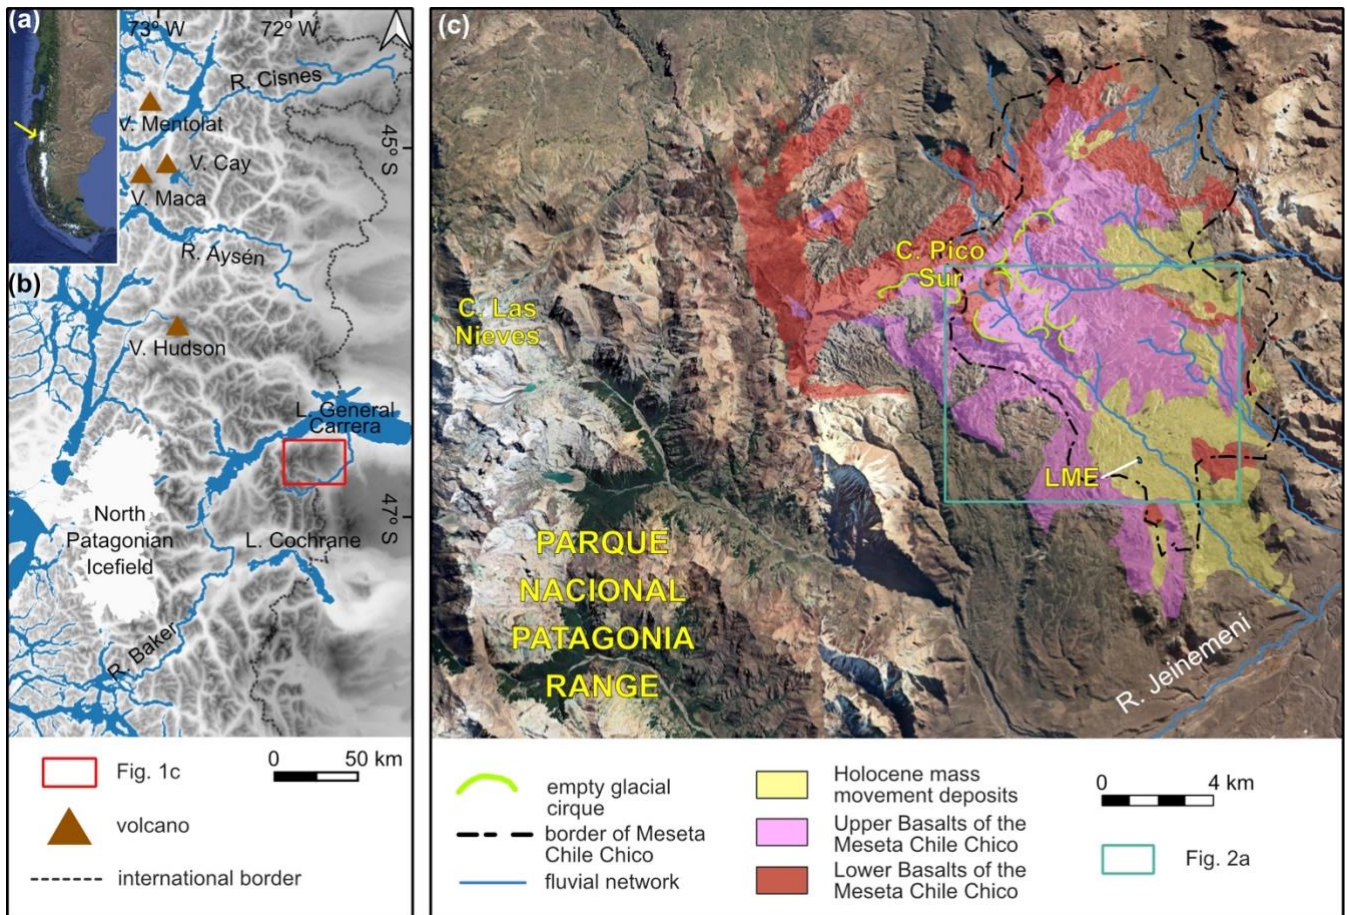 (a)
73° W
72° W
R. Cisnes
V. Mentolat
45° S
V. Cay
V. Maca
R. Aysén
(b)
V. Hudson
L. General
Carrera
North
Patagonian
Icefield
47° S
L. Cochrane
R. Baker
Fig. 1c
0 50 km
volcano
international border
(c)
C. Pico
Sur
C. Las
Nieves
LME
PARQUE
NACIONAL
PATAGONIA
RANGE
R. Jeinemeni
empty glacial
cirque
border of Meseta
Chile Chico
fluvial network
Holocene mass
movement deposits
Upper Basalts of the
Meseta Chile Chico
Lower Basalts of the
Meseta Chile Chico
0 4 km
Fig. 2a